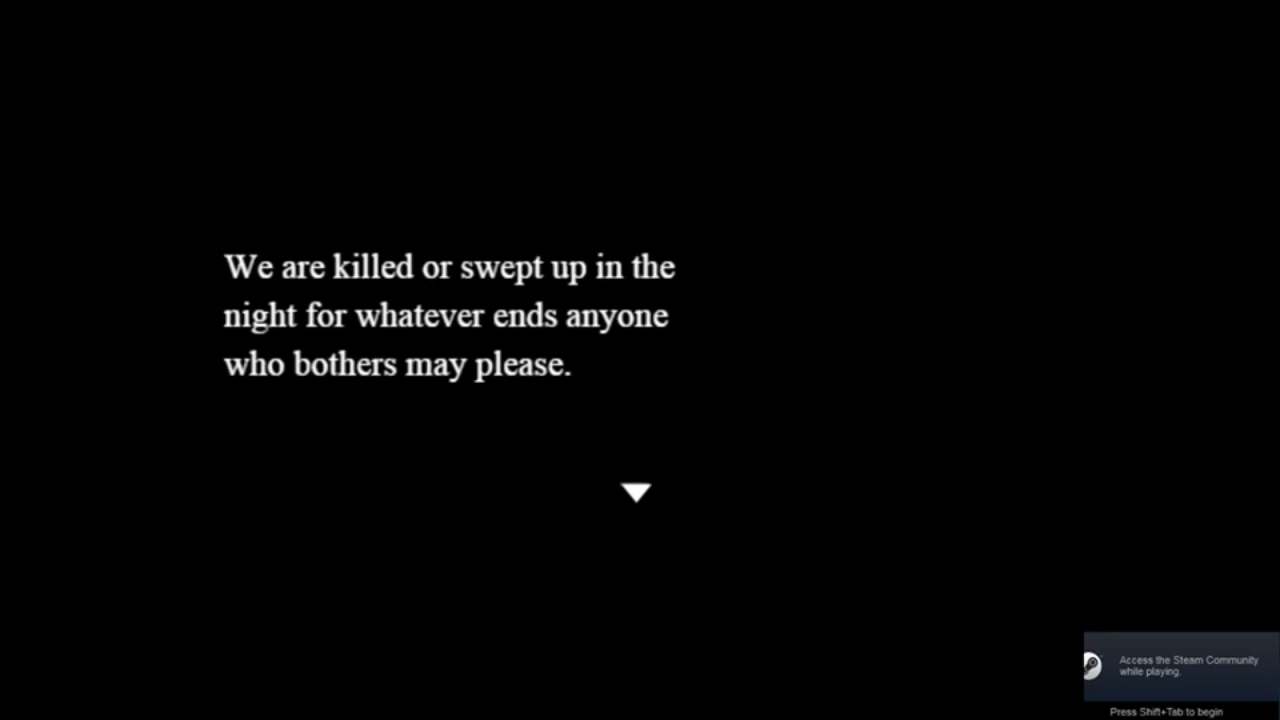 We are killed or swept up in the
night for whatever ends anyone
who bothers may please.
Access the Steam Community
while playing.
Press Shift+Tab to begin